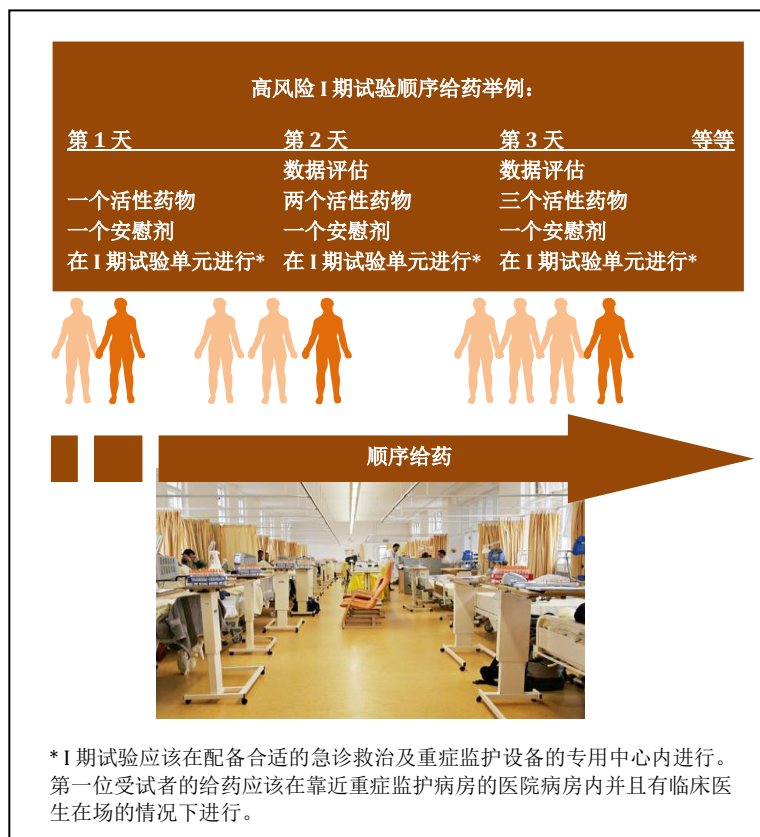 高风险 I 期试验顺序给药举例：
第 1 天 第 2 天 第 3 天 等等
数据评估 数据评估
一个活性药物 两个活性药物 三个活性药物
一个安慰剂 一个安慰剂 一个安慰剂
在 I 期试验单元进行* 在 I 期试验单元进行* 在 I 期试验单元进行*
顺序给药
* I 期试验应该在配备合适的急诊救治及重症监护设备的专用中心内进行。
第一位受试者的给药应该在靠近重症监护病房的医院病房内并且有临床医
生在场的情况下进行。